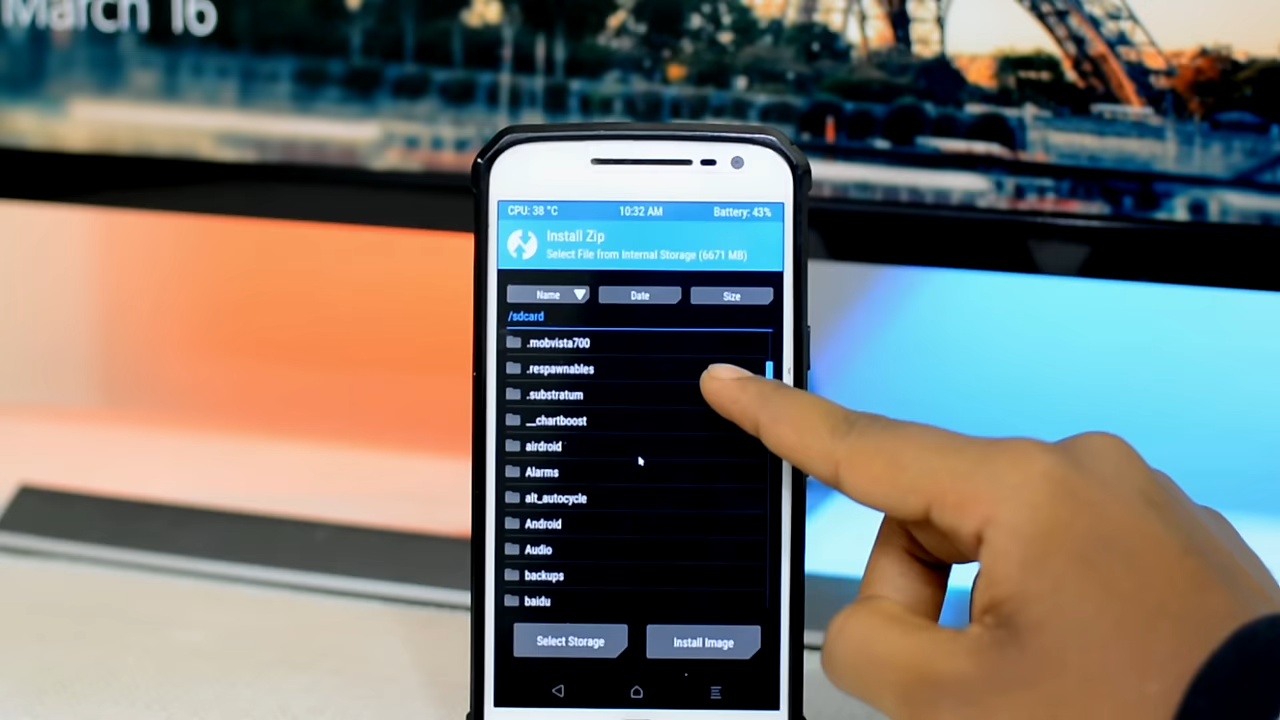 March 16
CPU: 38 °C 10:32 AM Battery: 43%
Install Zip
Select File from Internal Storage (6671 MB)
Name Date Size
/sdcard
.mobvista700
.respawnables
.substratum
__chartboost
airdroid
Alarms
alt_autocycle
Android
Audio
backups
baidu
Select Storage Install Image